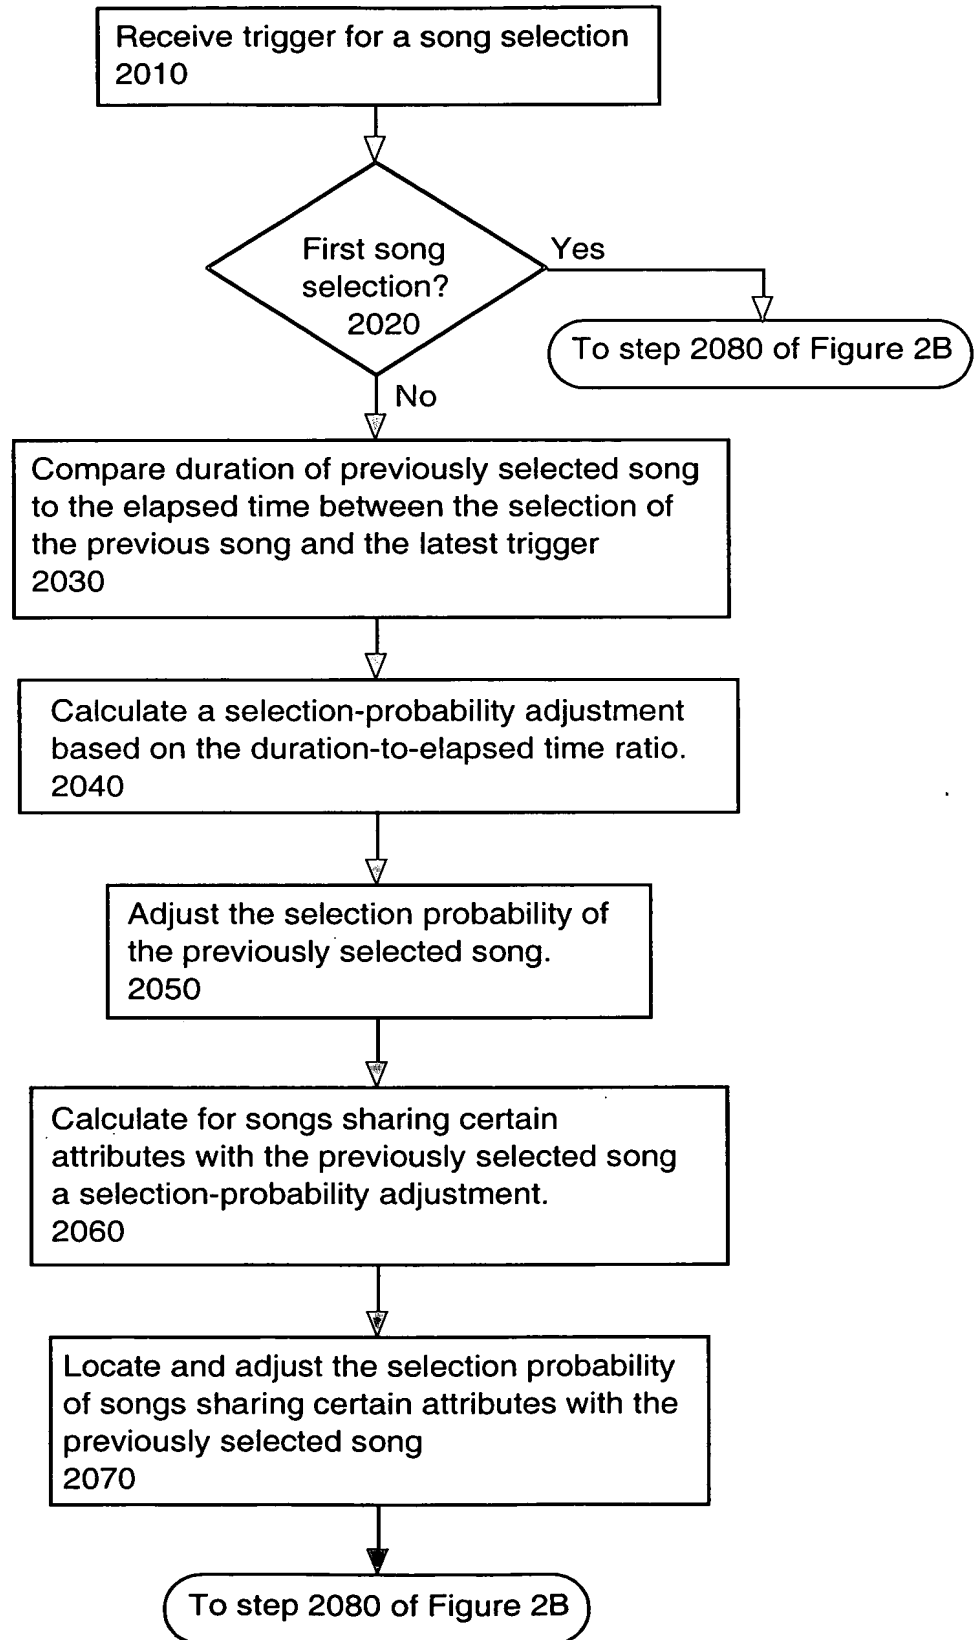 Receive trigger for a song selection
2010
First song
selection?
2020
Yes
To step 2080 of Figure 2B
No
Compare duration of previously selected song
to the elapsed time between the selection of
the previous song and the latest trigger
2030
Calculate a selection-probability adjustment
based on the duration-to-elapsed time ratio.
2040
Adjust the selection probability of
the previously selected song.
2050
Calculate for songs sharing certain
attributes with the previously selected song
a selection-probability adjustment.
2060
Locate and adjust the selection probability
of songs sharing certain attributes with the
previously selected song
2070
To step 2080 of Figure 2B